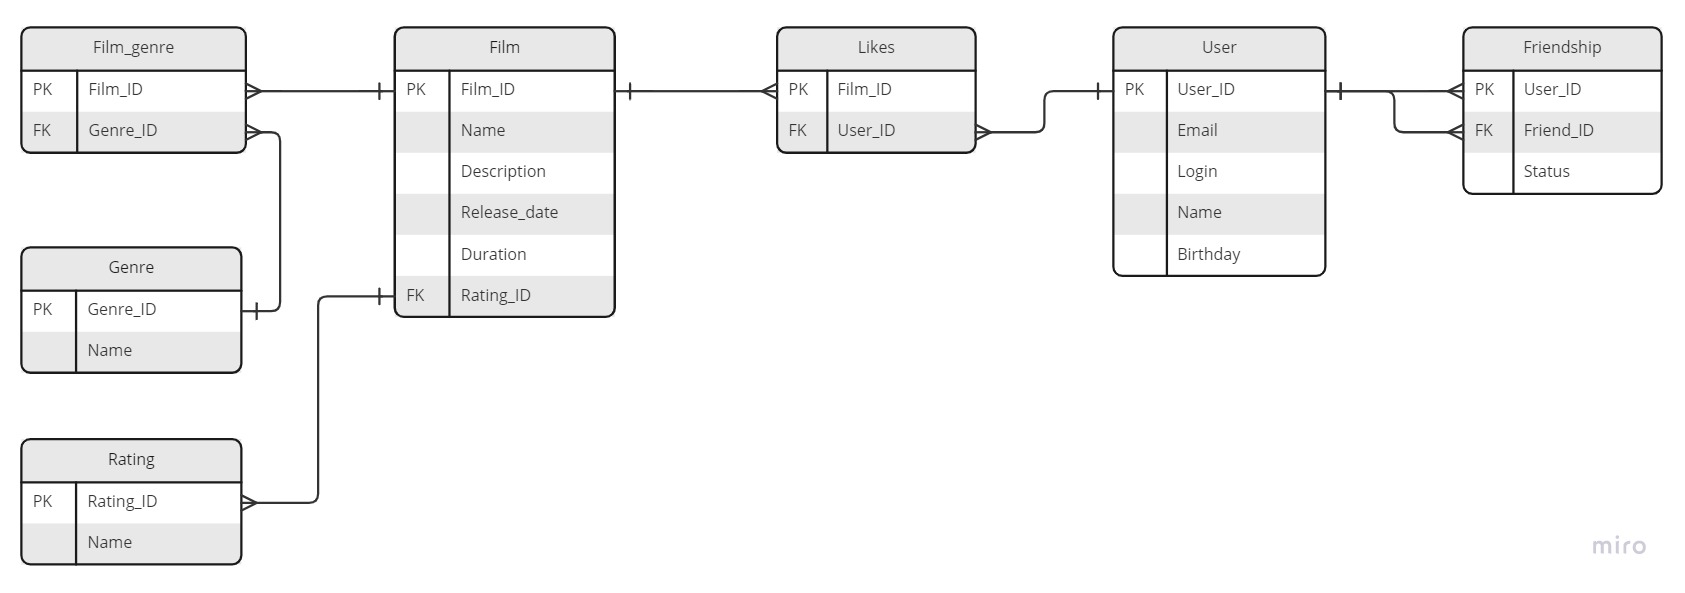 Film_genre
PK Film_ID
FK Genre_ID
Genre
PK Genre_ID
Name
Rating
PK Rating_ID
Name
Film
PK Film_ID
Name
Description
Release_date
Duration
FK Rating_ID
Likes
PK Film_ID
FK User_ID
User
PK User_ID
Email
Login
Name
Birthday
Friendship
PK User_ID
FK Friend_ID
Status
miro